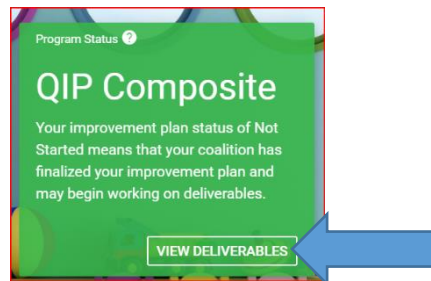 Program Status ?
QIP Composite
Your improvement plan status of Not
Started means that your coalition has
finalized your improvement plan and
may begin working on deliverables.
VIEW DELIVERABLES